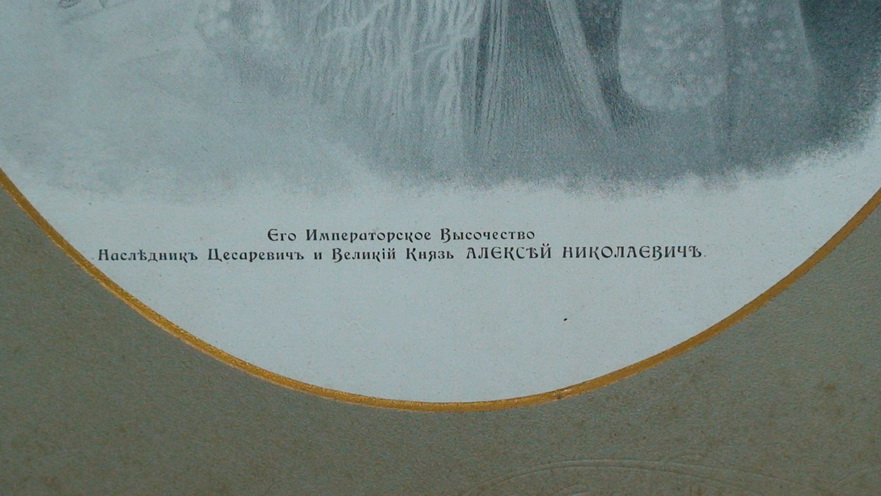 Его Императорское Высочество
Наслѣдникъ Цесаревичъ и Великій Князь АЛЕКСѢЙ НИКОЛАЕВИЧЪ.